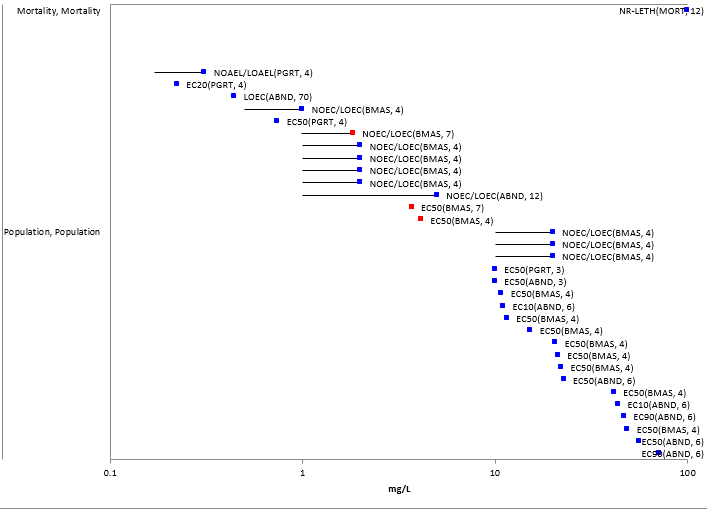 Mortality, Mortality
NR-LETH(MORT, 12)
NOAEL/LOAEL(PGRT, 4)
EC20(PGRT, 4)
LOEC(ABND, 70)
NOEC/LOEC(BMAS, 4)
EC50(PGRT, 4)
NOEC/LOEC(BMAS, 7)
NOEC/LOEC(BMAS, 4)
NOEC/LOEC(BMAS, 4)
NOEC/LOEC(BMAS, 4)
NOEC/LOEC(BMAS, 4)
NOEC/LOEC(ABND, 12)
EC50(BMAS, 7)
EC50(BMAS, 4)
Population, Population
NOEC/LOEC(BMAS, 4)
NOEC/LOEC(BMAS, 4)
NOEC/LOEC(BMAS, 4)
EC50(PGRT, 3)
EC50(ABND, 3)
EC50(BMAS, 4)
EC10(ABND, 6)
EC50(BMAS, 4)
EC50(BMAS, 4)
EC50(BMAS, 4)
EC50(BMAS, 4)
EC50(BMAS, 4)
EC50(ABND, 6)
EC50(BMAS, 4)
EC10(ABND, 6)
EC90(ABND, 6)
EC50(BMAS, 4)
EC50(ABND, 6)
EC90(ABND, 6)
0.1 1 10 100
mg/L